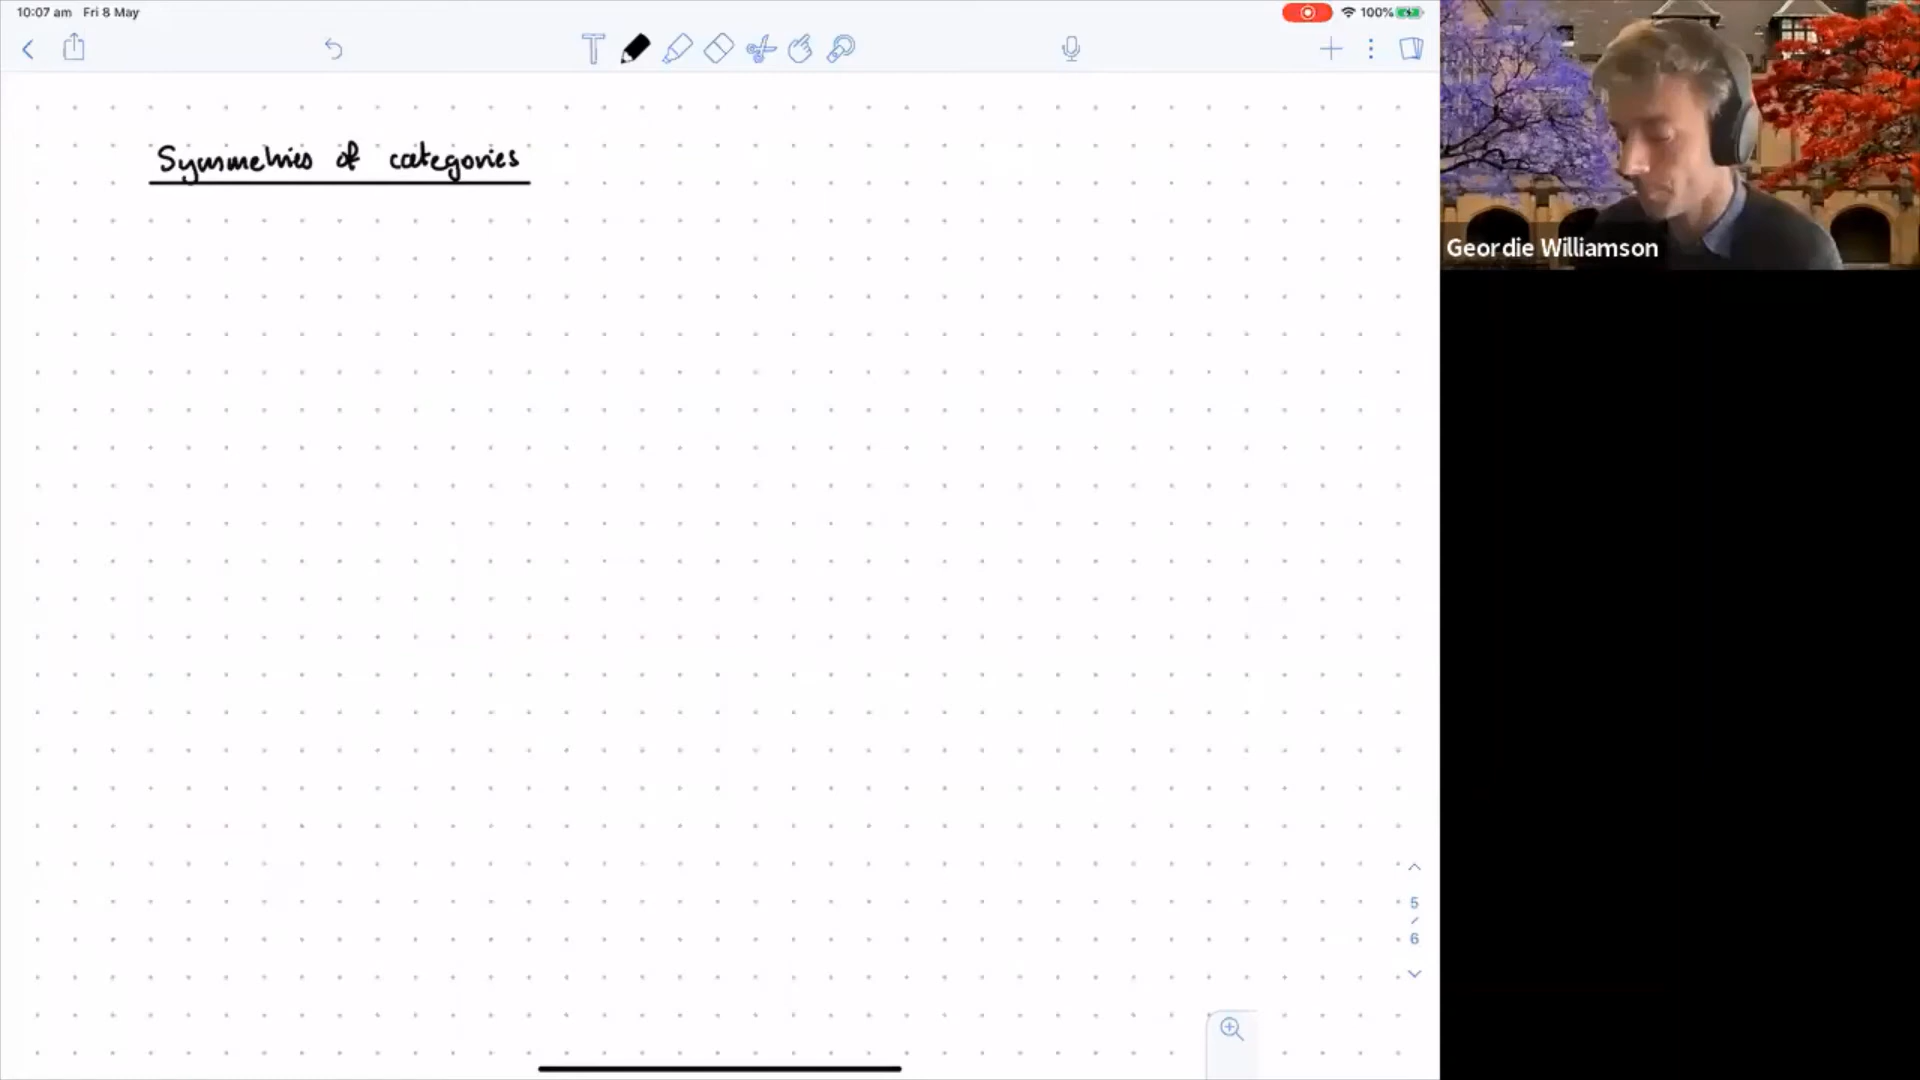 10:07 am Fri 8 May
100%
T
Symmetries of categories
Geordie Williamson
5
/
6